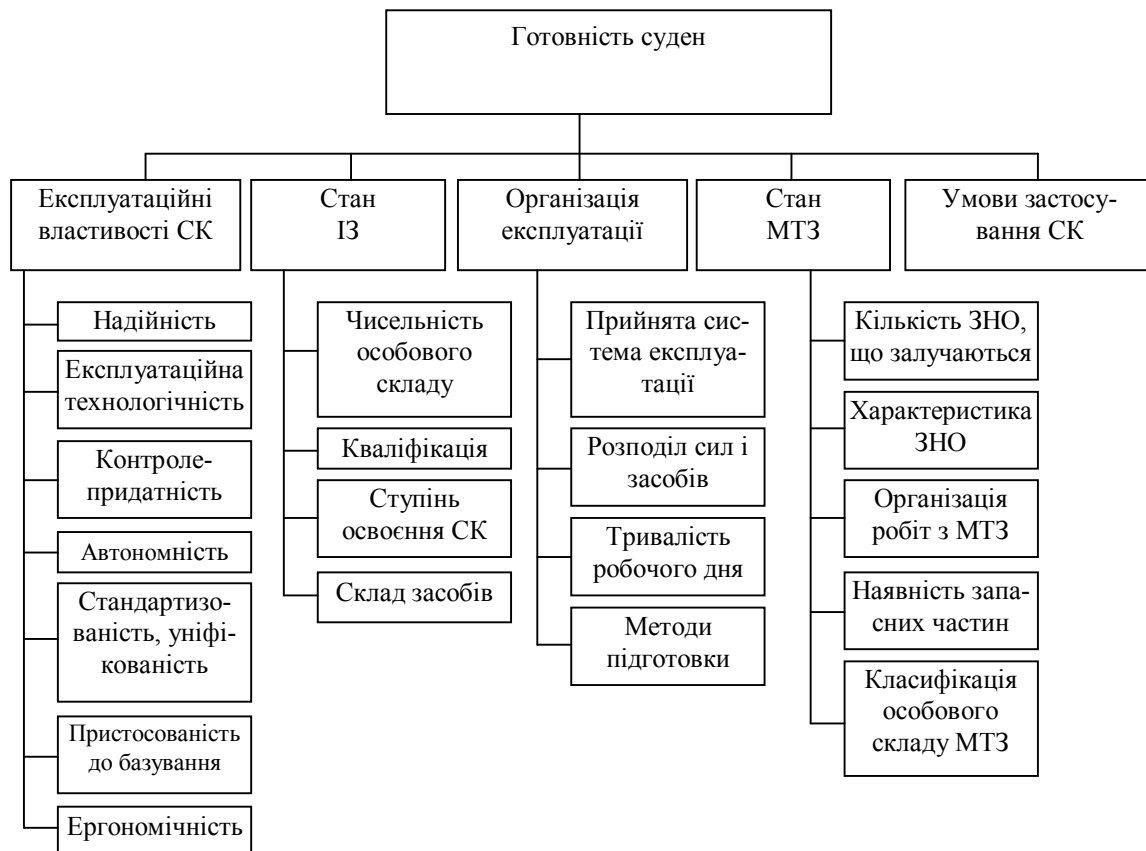 Готовність суден
Експлуатаційні
властивості СК
Стан
ІЗ
Організація
експлуатації
Стан
МТЗ
Умови застосу-
вання СК
Надійність
Експлуатаційна
технологічність
Контроле-
придатність
Автономність
Стандартизо-
ваність, уніфі-
кованість
Пристосованість
до базування
Ергономічність
Чисельність
особового
складу
Кваліфікація
Ступінь
освоєння СК
Склад засобів
Прийнята сис-
тема експлуа-
тації
Розподіл сил і
засобів
Тривалість
робочого дня
Методи
підготовки
Кількість ЗНО,
що залучаються
Характеристика
ЗНО
Організація
робіт з МТЗ
Наявність запа-
сних частин
Класифікація
особового
складу МТЗ